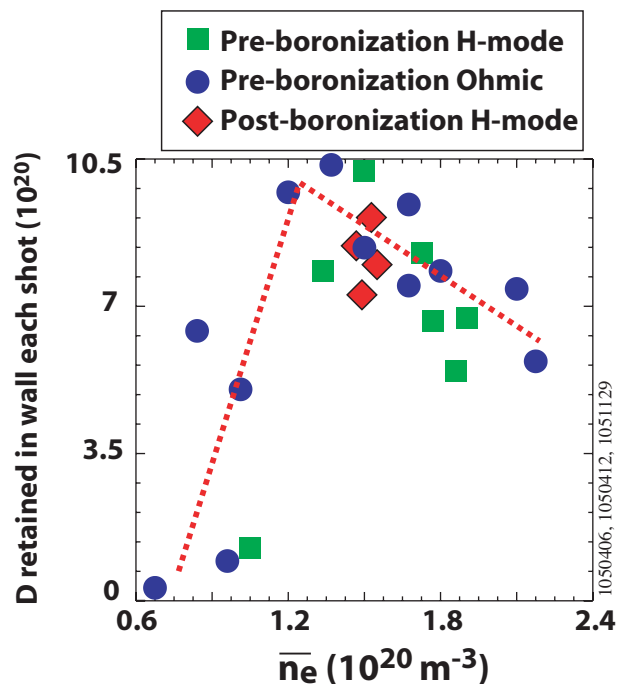 Pre-boronization H-mode
Pre-boronization Ohmic
Post-boronization H-mode
D retained in wall each shot (10²⁰)
10.5
7
3.5
0
0.6
1.2
1.8
2.4
n̅e̅ (10²⁰ m⁻³)
1050406, 1050412, 1051129